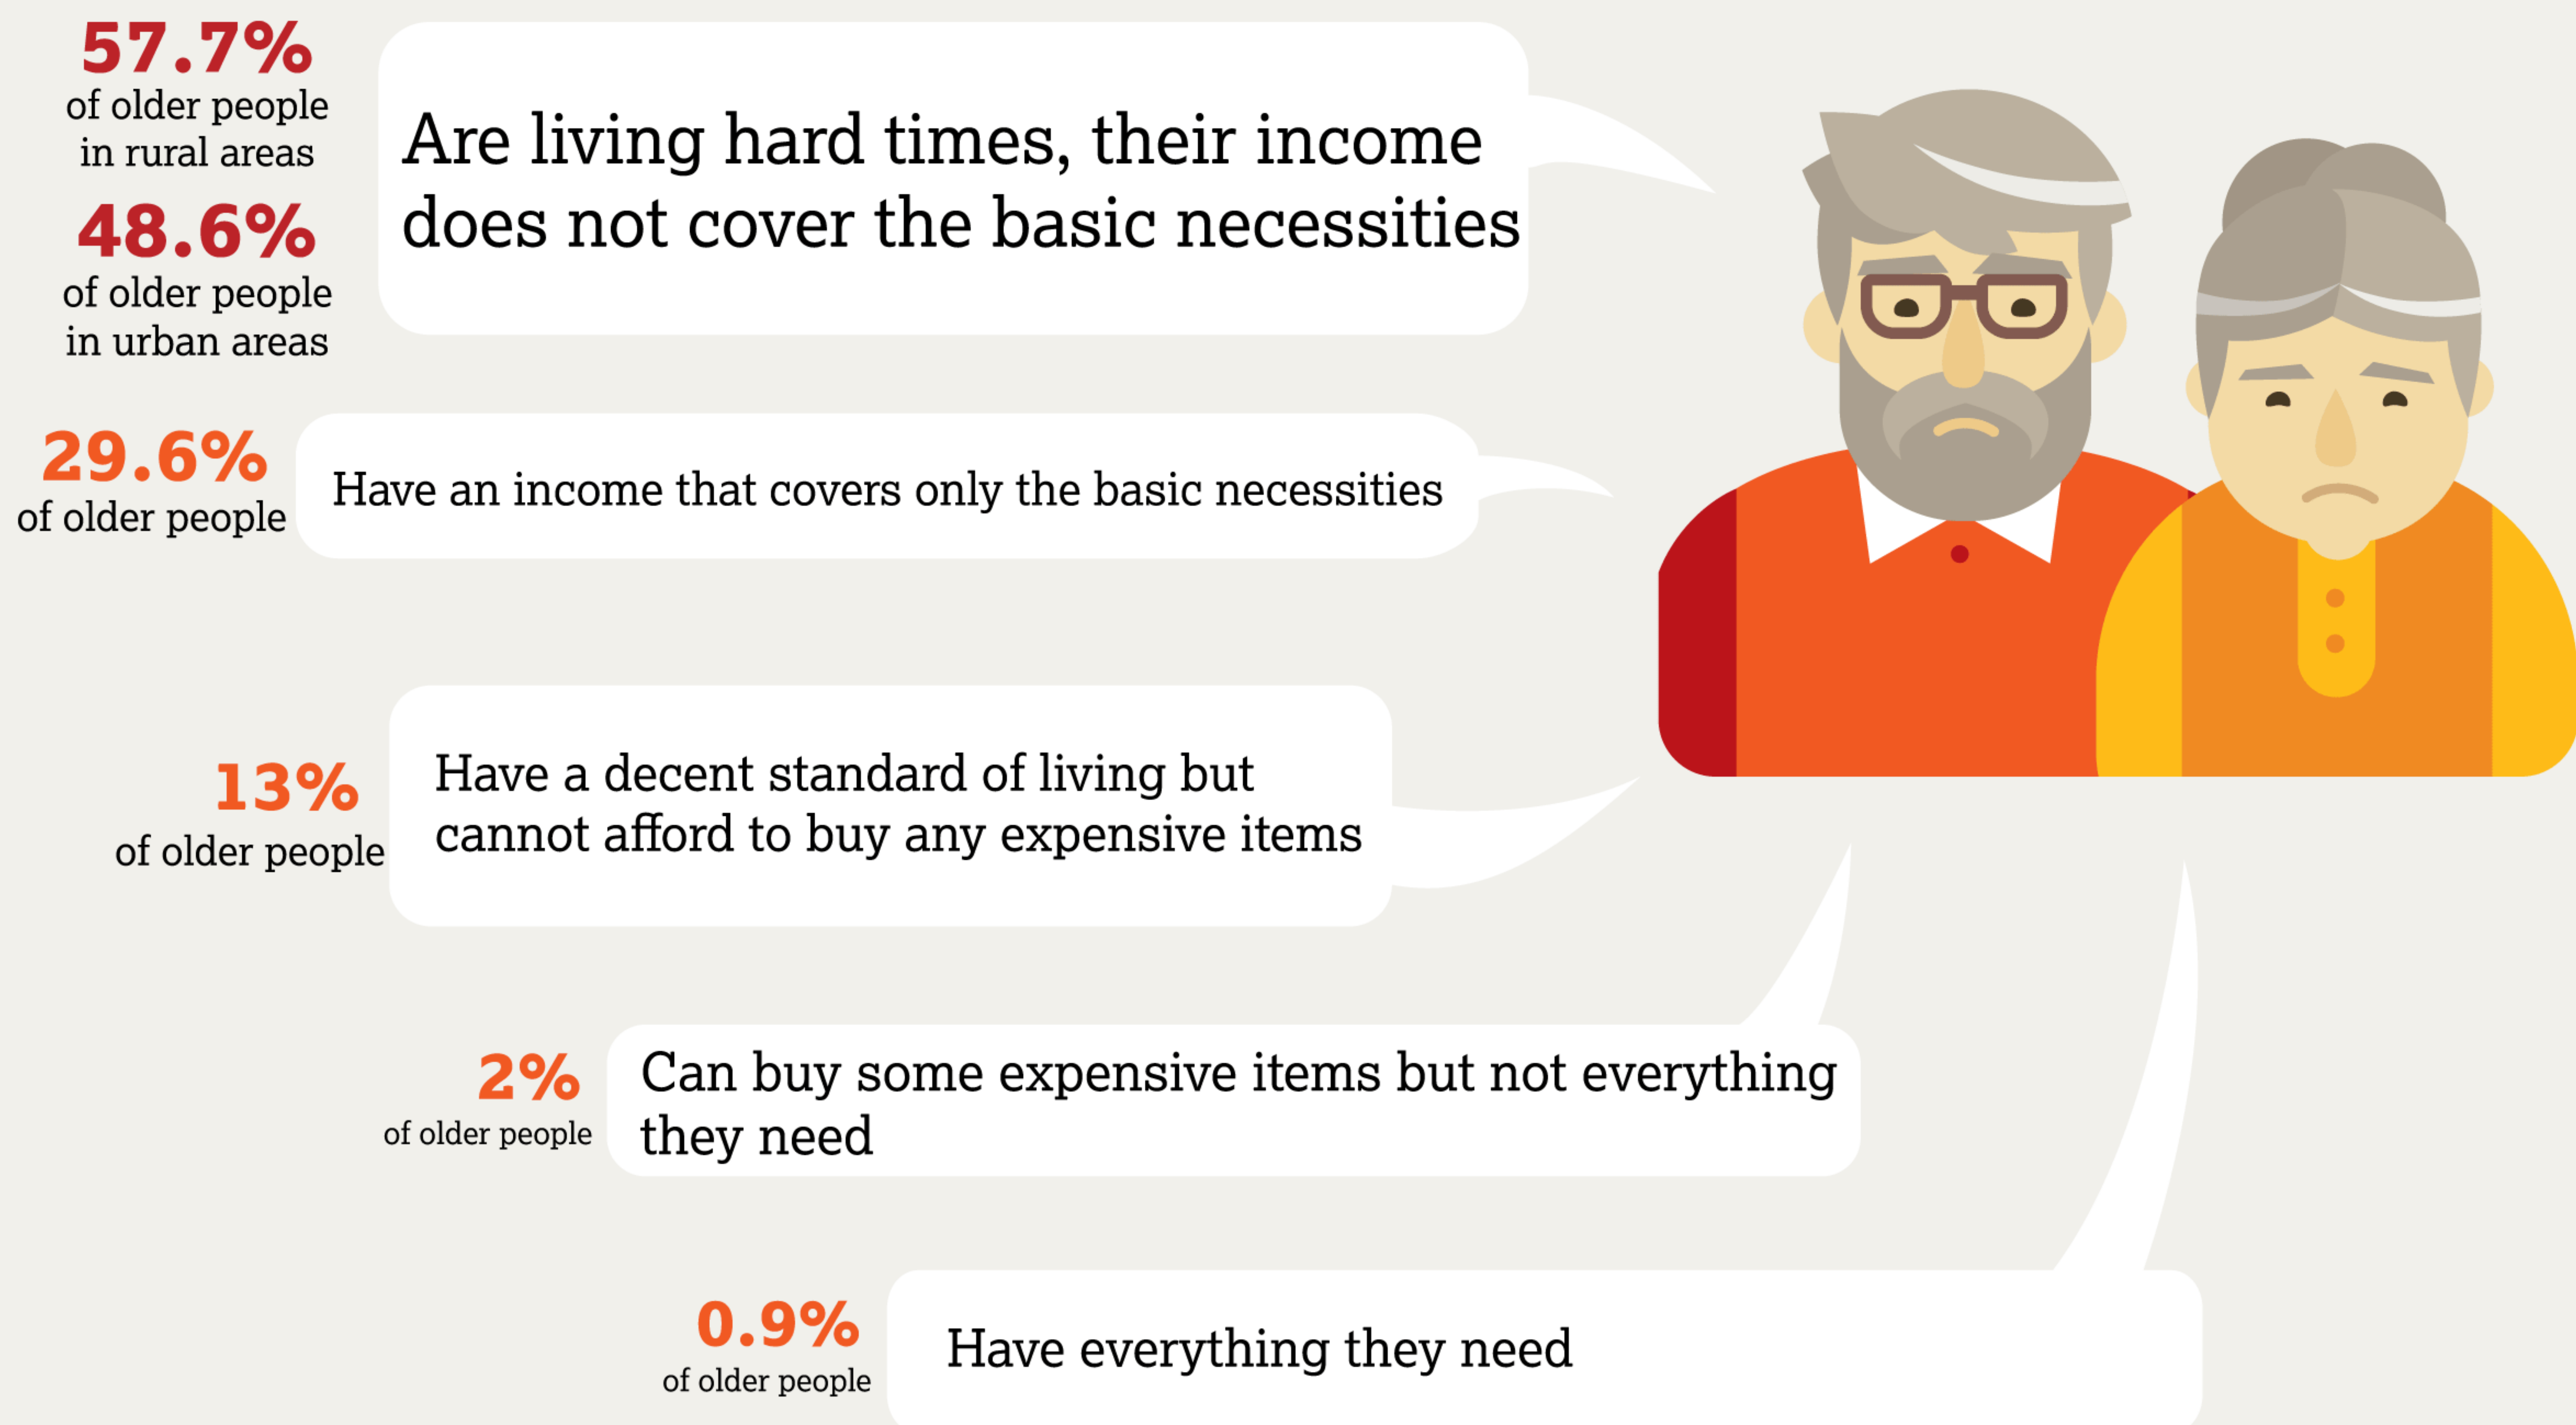 57.7%
of older people
in rural areas
48.6%
of older people
in urban areas
Are living hard times, their income
does not cover the basic necessities
29.6%
of older people
Have an income that covers only the basic necessities
13%
of older people
Have a decent standard of living but
cannot afford to buy any expensive items
2%
of older people
Can buy some expensive items but not everything
they need
0.9%
of older people
Have everything they need